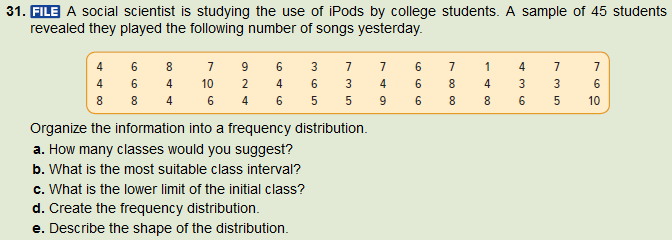 31. FILE A social scientist is studying the use of iPods by college students. A sample of 45 students
revealed they played the following number of songs yesterday.
4 6 8 7 9 6 3 7 7 6 7 1 4 7 7
4 6 4 10 2 4 6 3 4 6 8 4 3 3 6
8 8 4 6 4 6 5 5 9 6 8 8 6 5 10
Organize the information into a frequency distribution.
a. How many classes would you suggest?
b. What is the most suitable class interval?
c. What is the lower limit of the initial class?
d. Create the frequency distribution.
e. Describe the shape of the distribution.